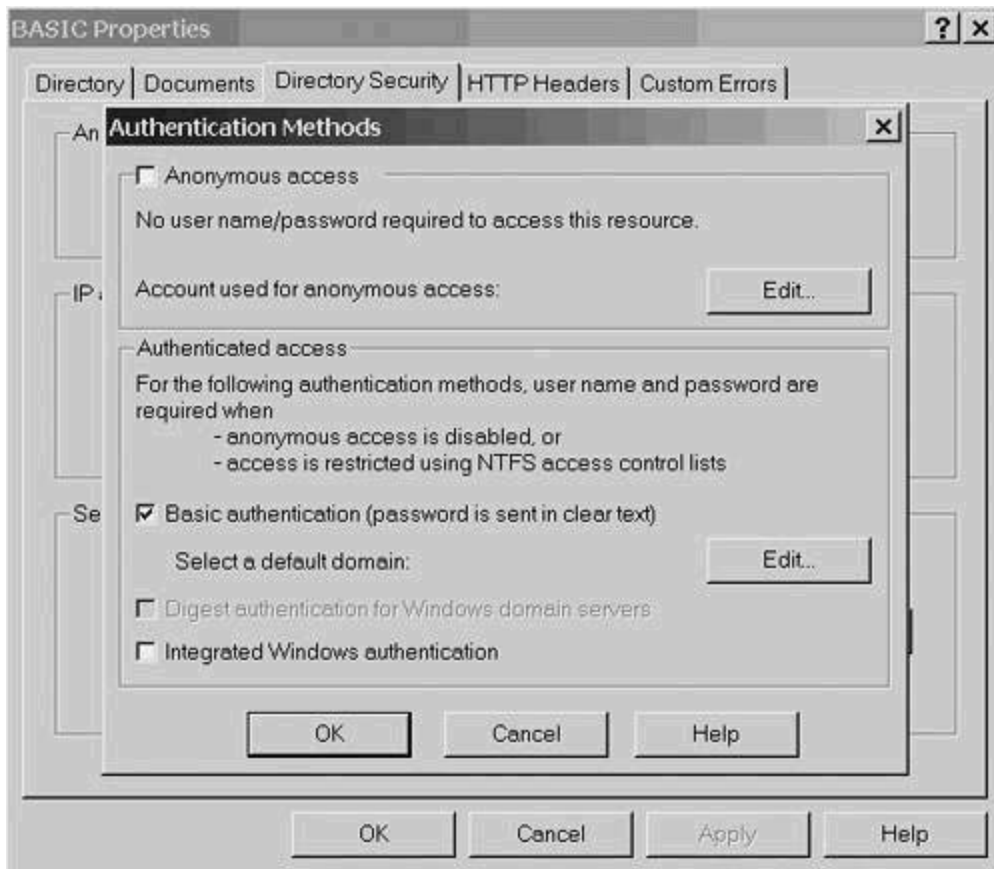 BASIC Properties
? ×
Directory Documents Directory Security HTTP Headers Custom Errors
An
Authentication Methods
×
Anonymous access
No user name/password required to access this resource.
Account used for anonymous access:
Edit...
IP
Authenticated access
For the following authentication methods, user name and password are
required when
- anonymous access is disabled, or
- access is restricted using NTFS access control lists
Se
Basic authentication (password is sent in clear text)
Select a default domain:
Edit...
Digest authentication for Windows domain servers
Integrated Windows authentication
OK Cancel Help
OK Cancel Apply Help